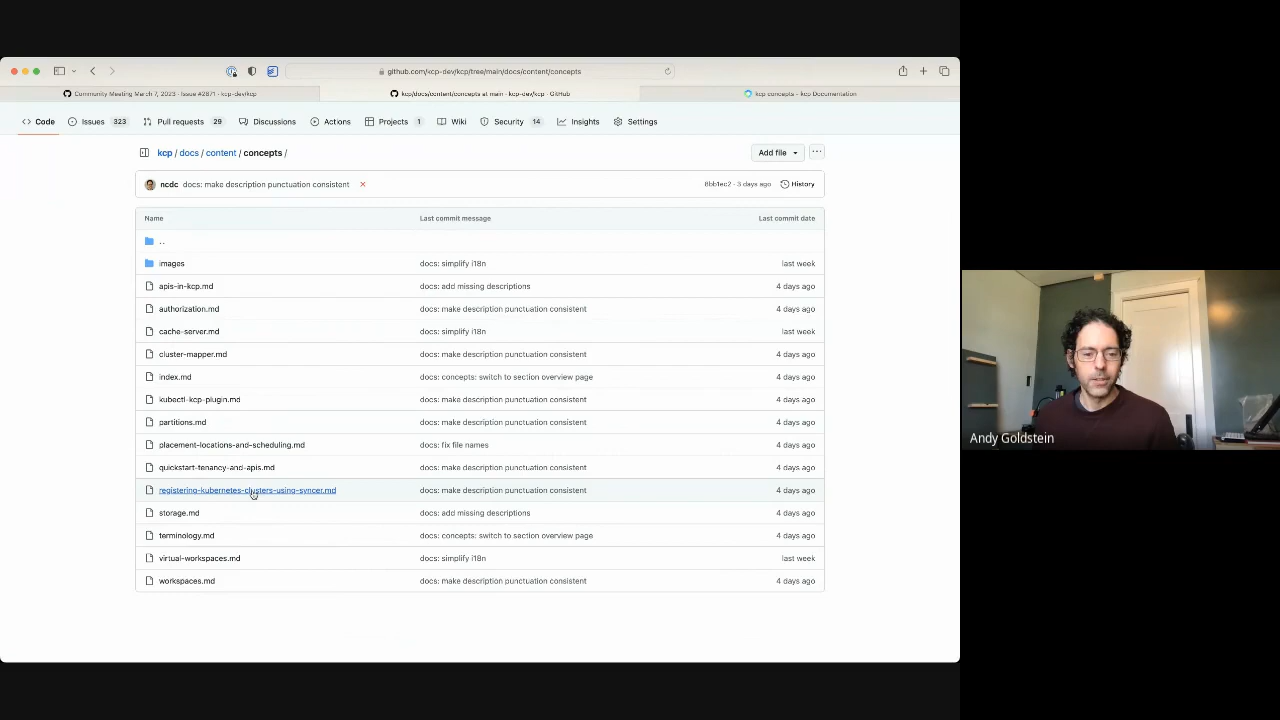 github.com/kcp-dev/kcp/tree/main/docs/content/concepts
Community Meeting March 7, 2023 · Issue #2871 · kcp-dev/kcp
kcp/docs/content/concepts at main · kcp-dev/kcp · GitHub
kcp concepts - kcp Documentation
Code
Issues 323
Pull requests 29
Discussions
Actions
Projects 1
Wiki
Security 14
Insights
Settings
kcp / docs / content / concepts /
Add file
ncdc docs: make description punctuation consistent
8bb1ec2 · 3 days ago History
Name Last commit message Last commit date
..
images docs: simplify i18n last week
apis-in-kcp.md docs: add missing descriptions 4 days ago
authorization.md docs: make description punctuation consistent 4 days ago
cache-server.md docs: simplify i18n last week
cluster-mapper.md docs: make description punctuation consistent 4 days ago
index.md docs: concepts: switch to section overview page 4 days ago
kubectl-kcp-plugin.md docs: make description punctuation consistent 4 days ago
partitions.md docs: make description punctuation consistent 4 days ago
placement-locations-and-scheduling.md docs: fix file names 4 days ago
quickstart-tenancy-and-apis.md docs: make description punctuation consistent 4 days ago
registering-kubernetes-clusters-using-syncer.md docs: make description punctuation consistent 4 days ago
storage.md docs: add missing descriptions 4 days ago
terminology.md docs: concepts: switch to section overview page 4 days ago
virtual-workspaces.md docs: simplify i18n last week
workspaces.md docs: make description punctuation consistent 4 days ago
Andy Goldstein